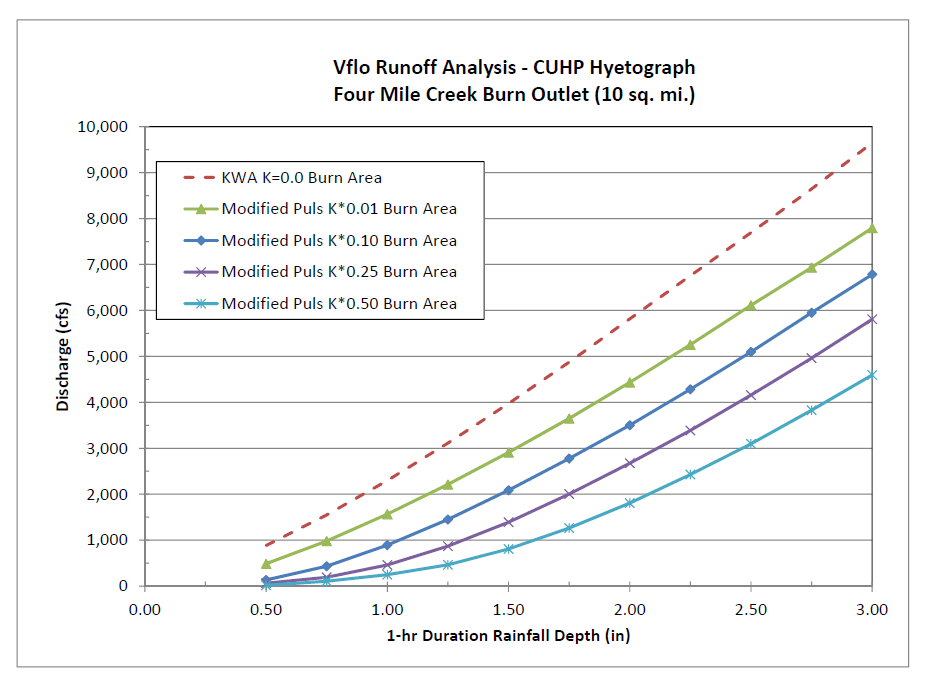 Vflo Runoff Analysis - CUHP Hyetograph
Four Mile Creek Burn Outlet (10 sq. mi.)
10,000
9,000
8,000
7,000
6,000
5,000
4,000
3,000
2,000
1,000
0
Discharge (cfs)
KWA K=0.0 Burn Area
Modified Puls K*0.01 Burn Area
Modified Puls K*0.10 Burn Area
Modified Puls K*0.25 Burn Area
Modified Puls K*0.50 Burn Area
0.00 0.50 1.00 1.50 2.00 2.50 3.00
1-hr Duration Rainfall Depth (in)